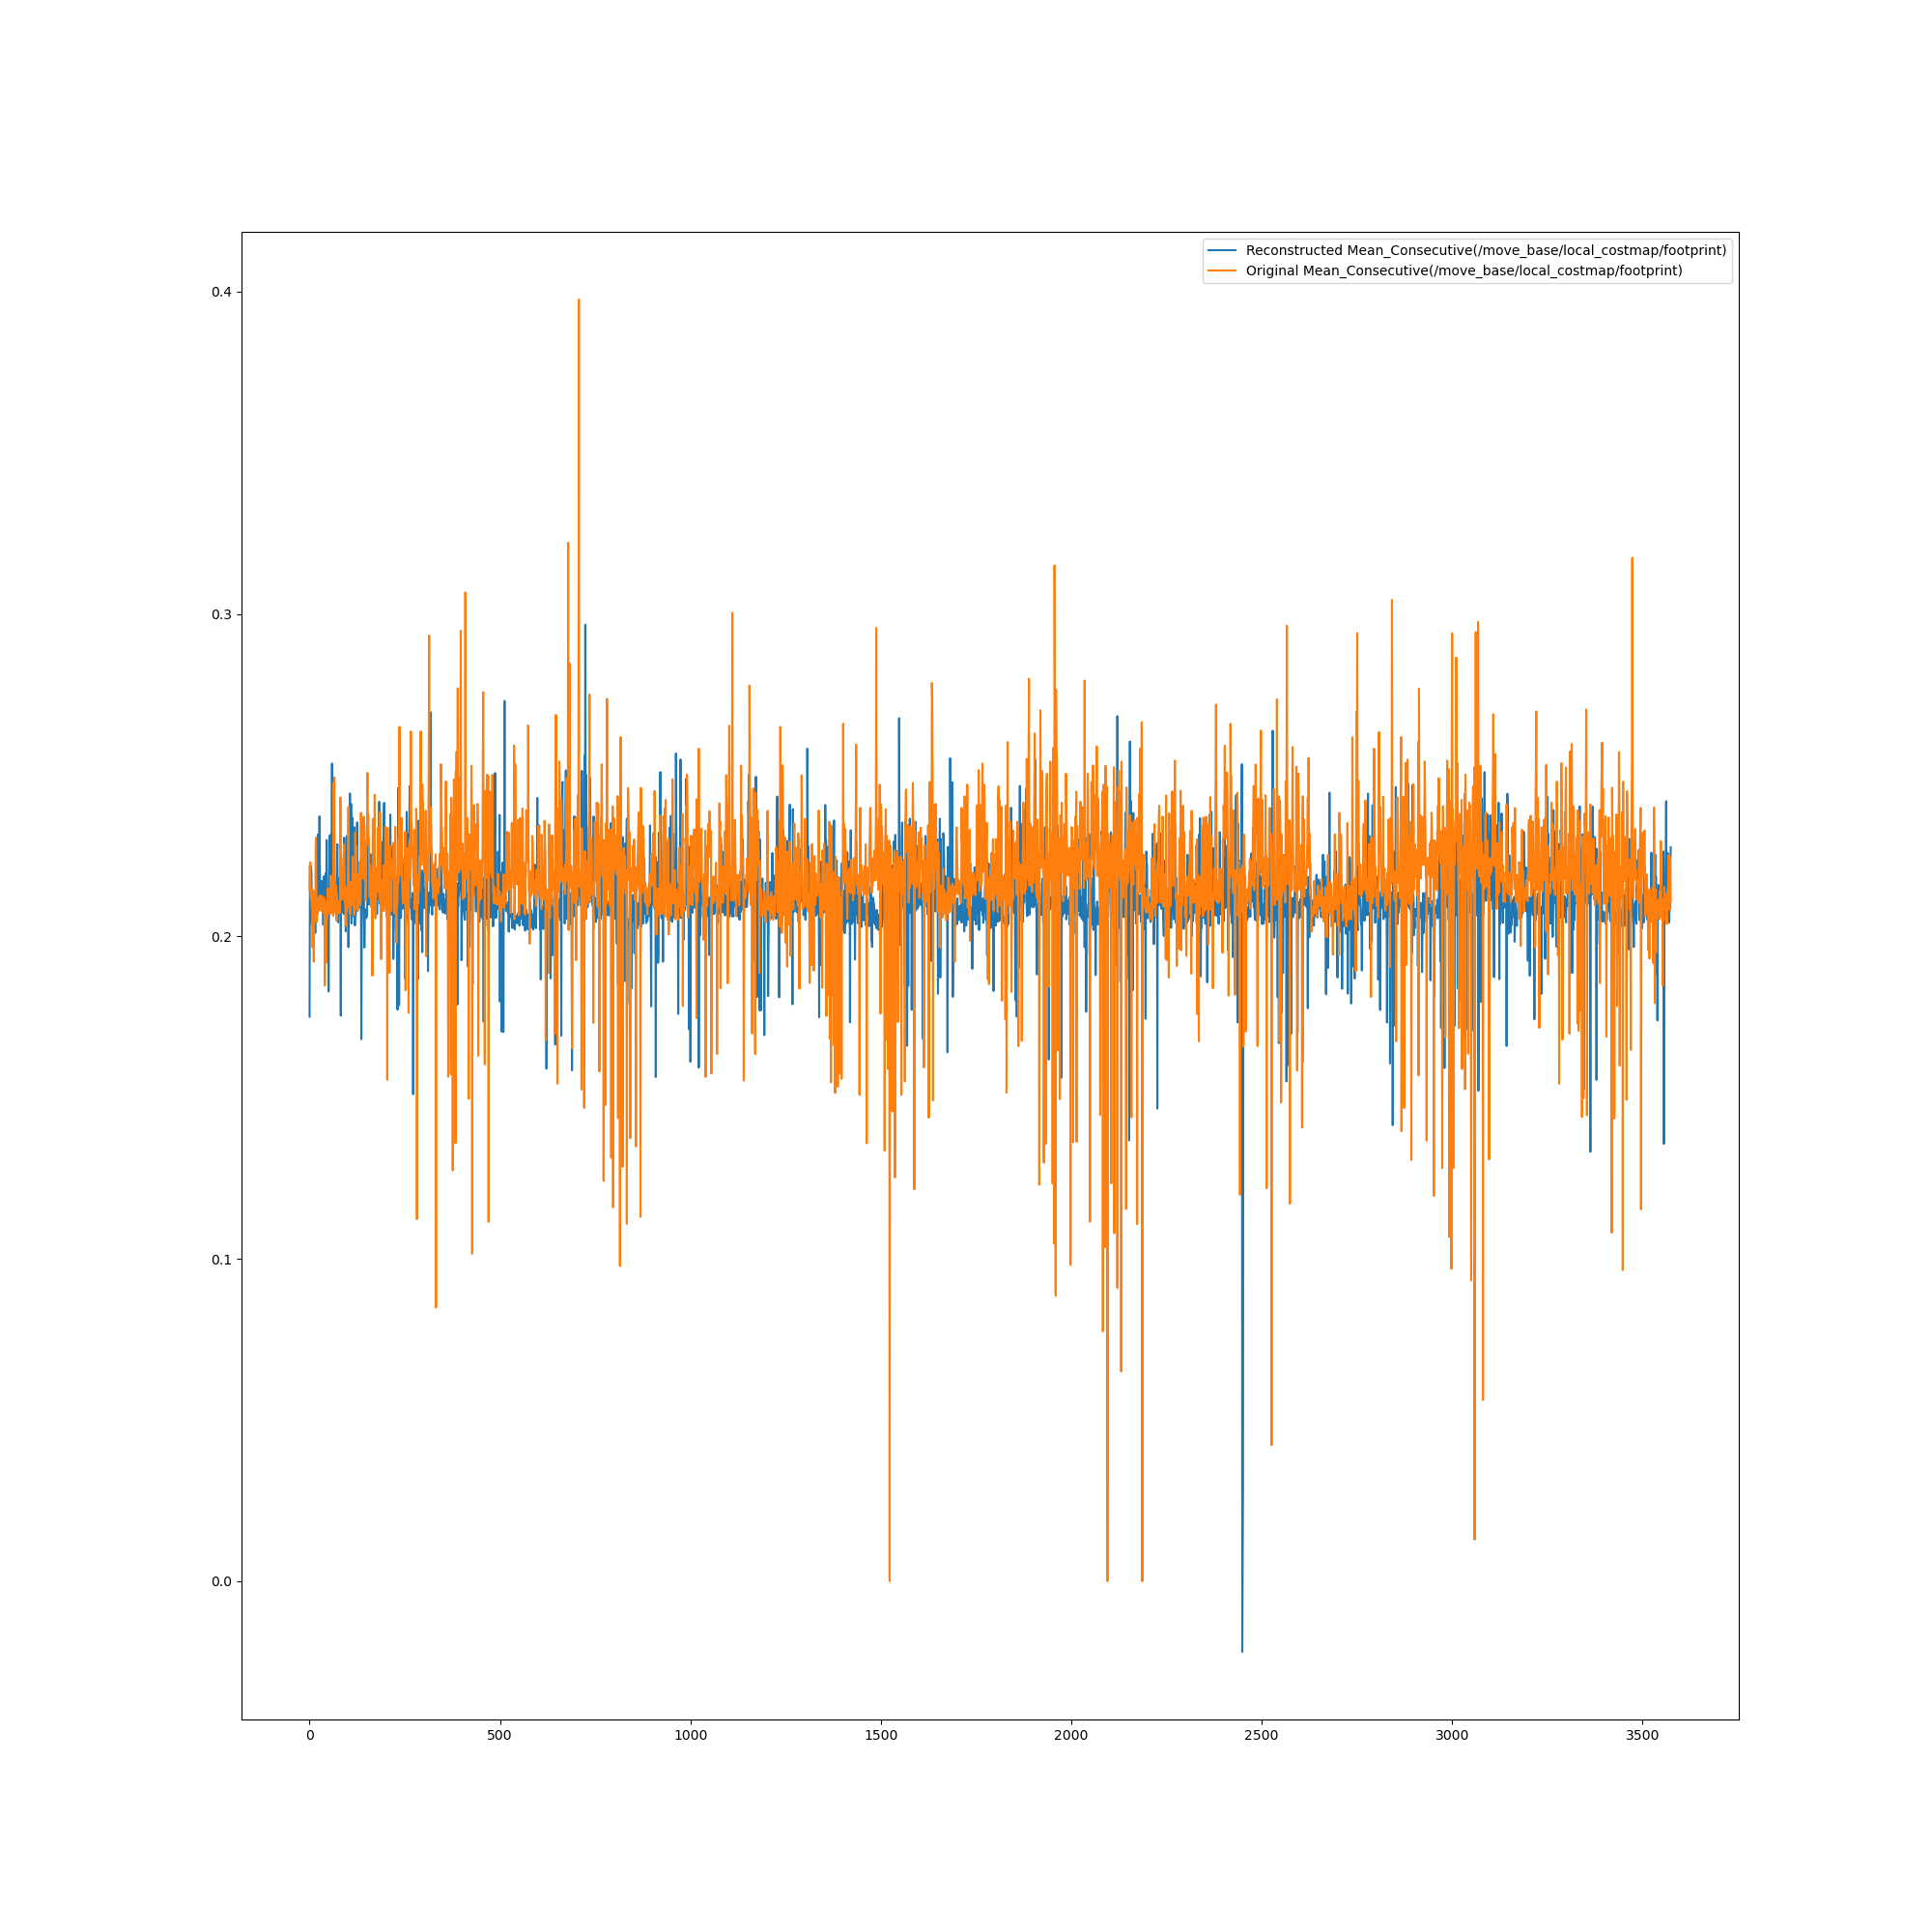 Reconstructed Mean_Consecutive(/move_base/local_costmap/footprint)
Original Mean_Consecutive(/move_base/local_costmap/footprint)
0.4
0.3
0.2
0.1
0.0
0 500 1000 1500 2000 2500 3000 3500